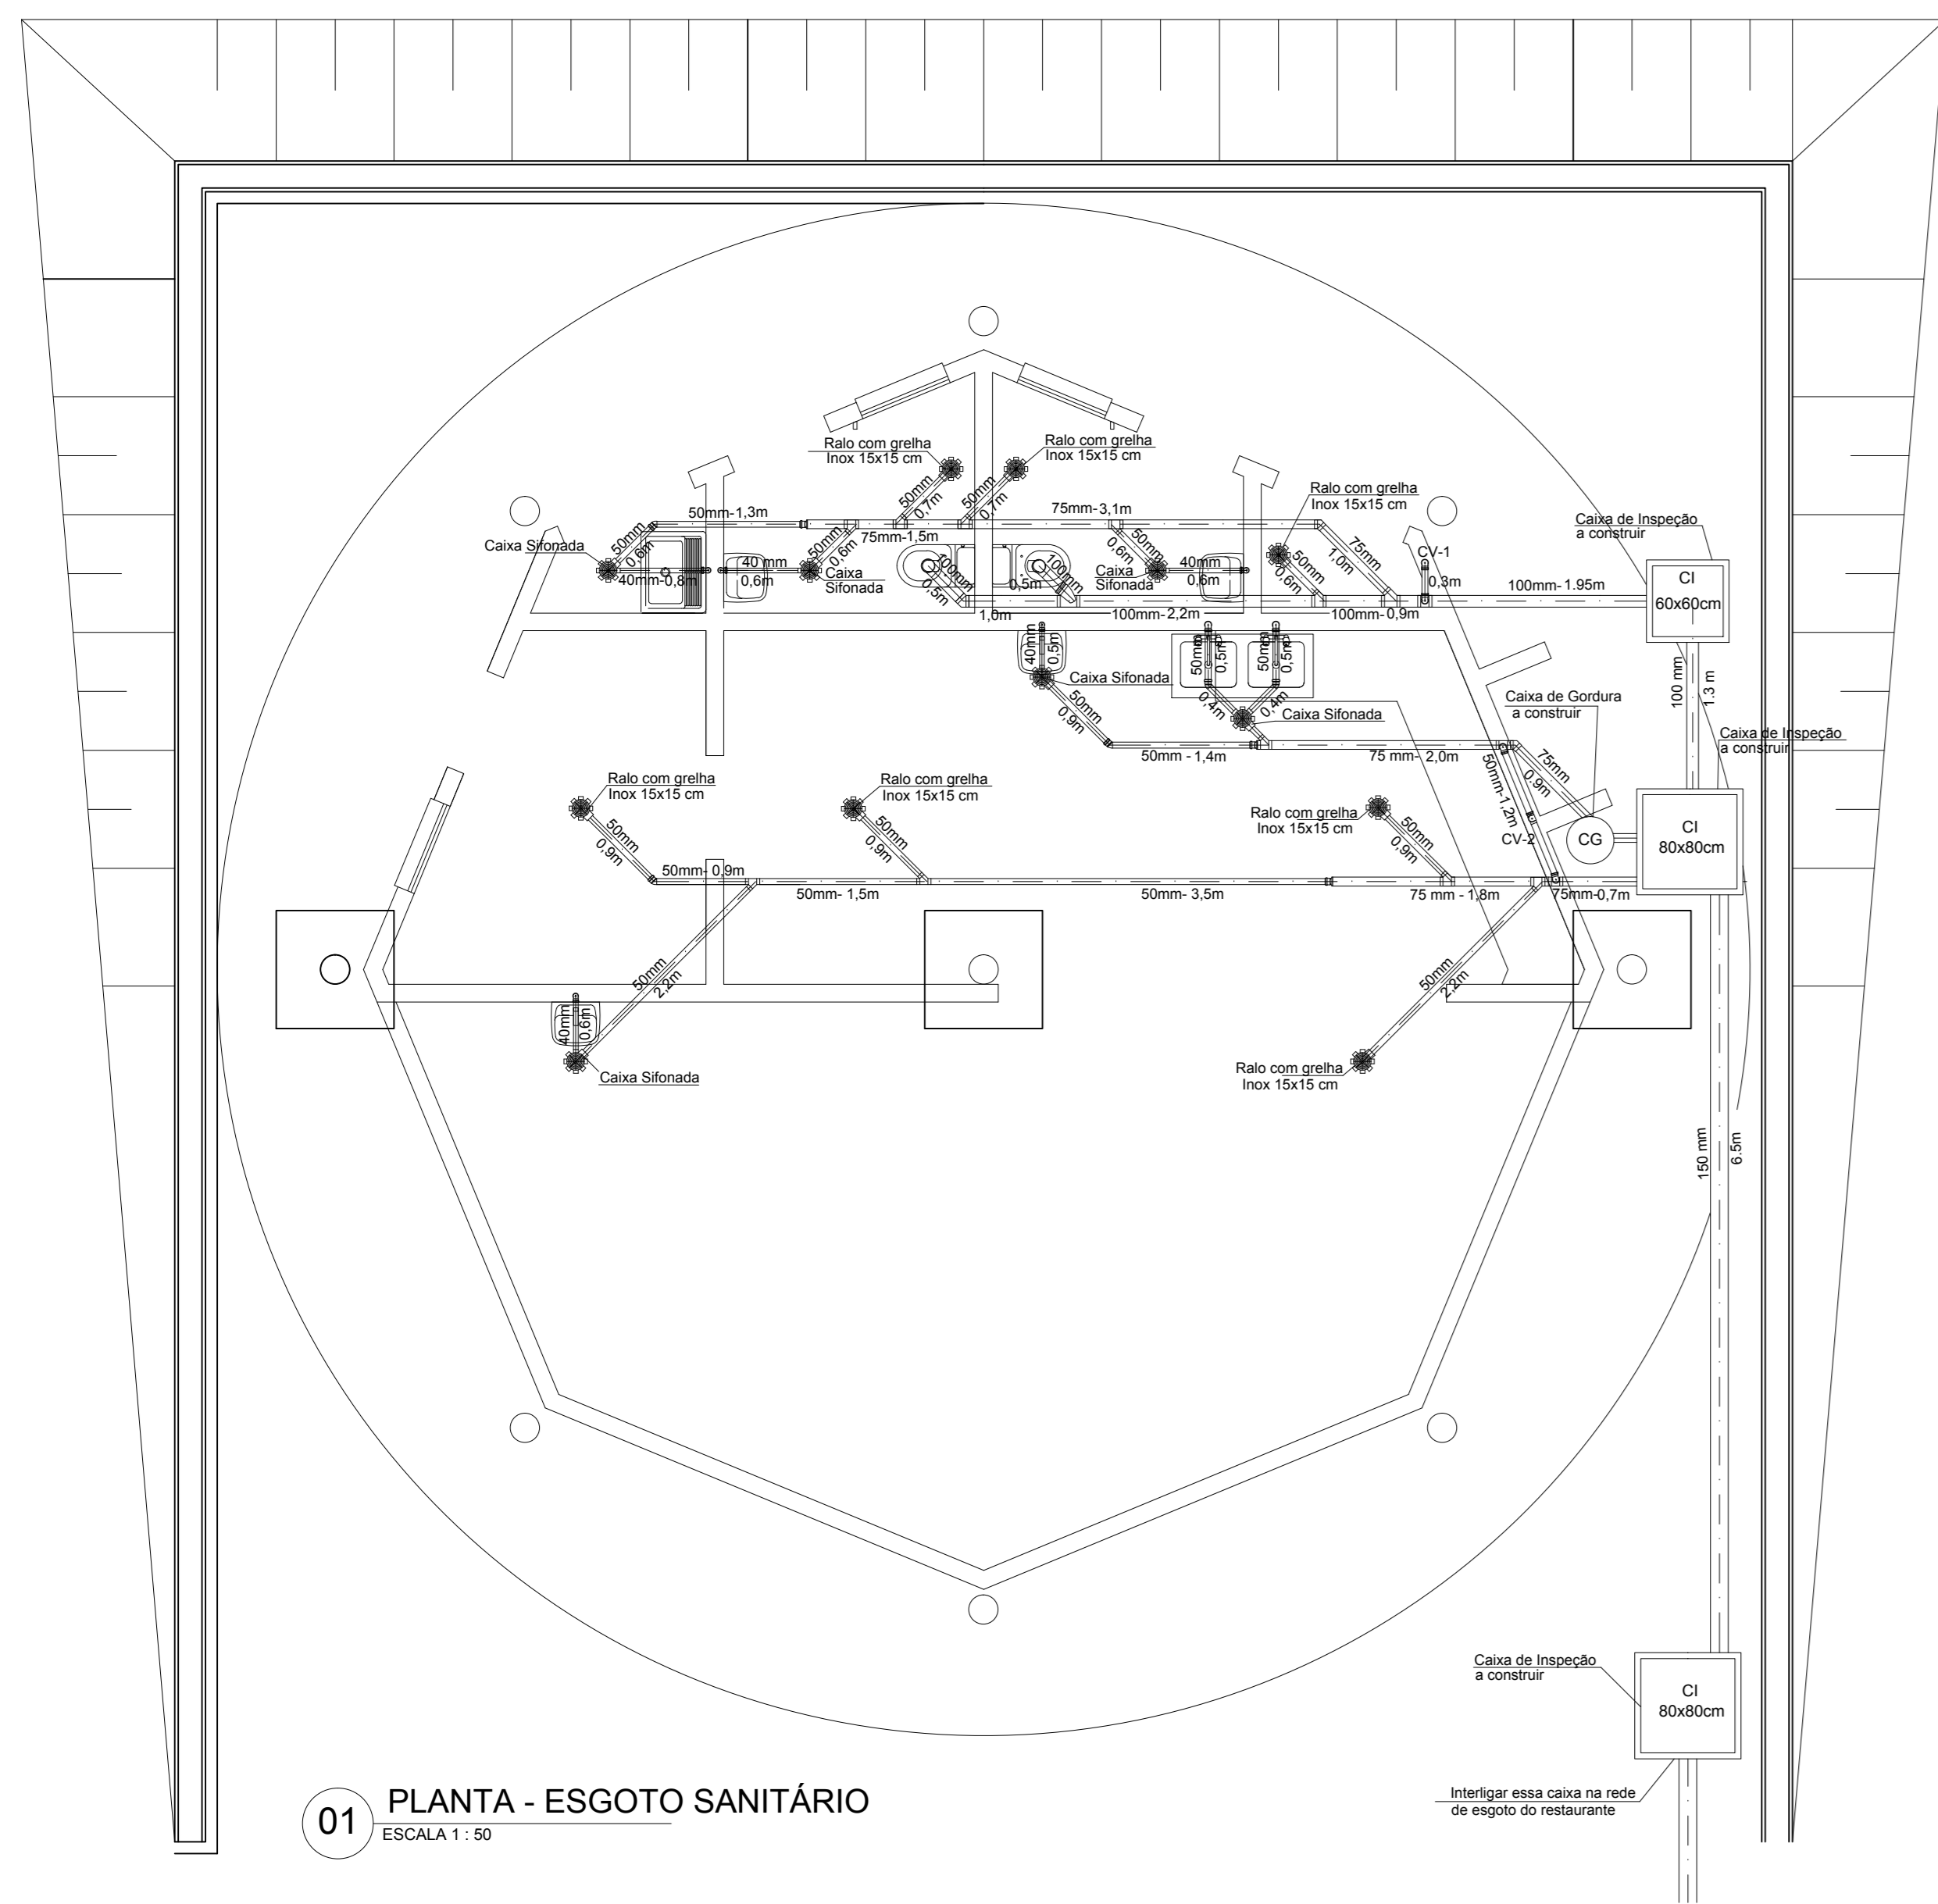 Ralo com grelha
Inox 15x15 cm
Ralo com grelha
Inox 15x15 cm
Ralo com grelha
Inox 15x15 cm
Caixa de Inspeção
a construir
50mm
0,7m
50mm
0,7m
50mm-1,3m
75mm-3,1m
75mm-1,5m
Caixa Sifonada
50mm
0,6m
40mm-0,8m
40 mm
0,6m
50mm
0,6m
Caixa
Sifonada
100mm
0,5m
100mm
0,5m
50mm
0,6m
Caixa
Sifonada
40mm
0,6m
50mm
0,6m
75mm
1,0m
CV-1
0,3m
100mm-1.95m
CI
60x60cm
1,0m
100mm-2,2m
100mm-0,9m
40mm
0,5m
50mm
0,5m
50mm
0,5m
Caixa Sifonada
0,4m
0,4m
Caixa Sifonada
50mm
0,9m
50mm -1,4m
75 mm- 2,0m
Caixa de Gordura
a construir
100 mm
1.3 m
Caixa de Inspeção
a construir
75mm
0.9m
50mm-1,2m
CV-2
CG
CI
80x80cm
Ralo com grelha
Inox 15x15 cm
Ralo com grelha
Inox 15x15 cm
Ralo com grelha
Inox 15x15 cm
50mm
0,9m
50mm
0,9m
50mm
0,9m
50mm- 0,9m
50mm- 1,5m
50mm- 3,5m
75 mm - 1,8m
75mm-0,7m
50mm
2,2m
50mm
2,2m
40mm
0,6m
Caixa Sifonada
Ralo com grelha
Inox 15x15 cm
150 mm
6.5m
Caixa de Inspeção
a construir
CI
80x80cm
Interligar essa caixa na rede
de esgoto do restaurante
01
PLANTA - ESGOTO SANITÁRIO
ESCALA 1 : 50